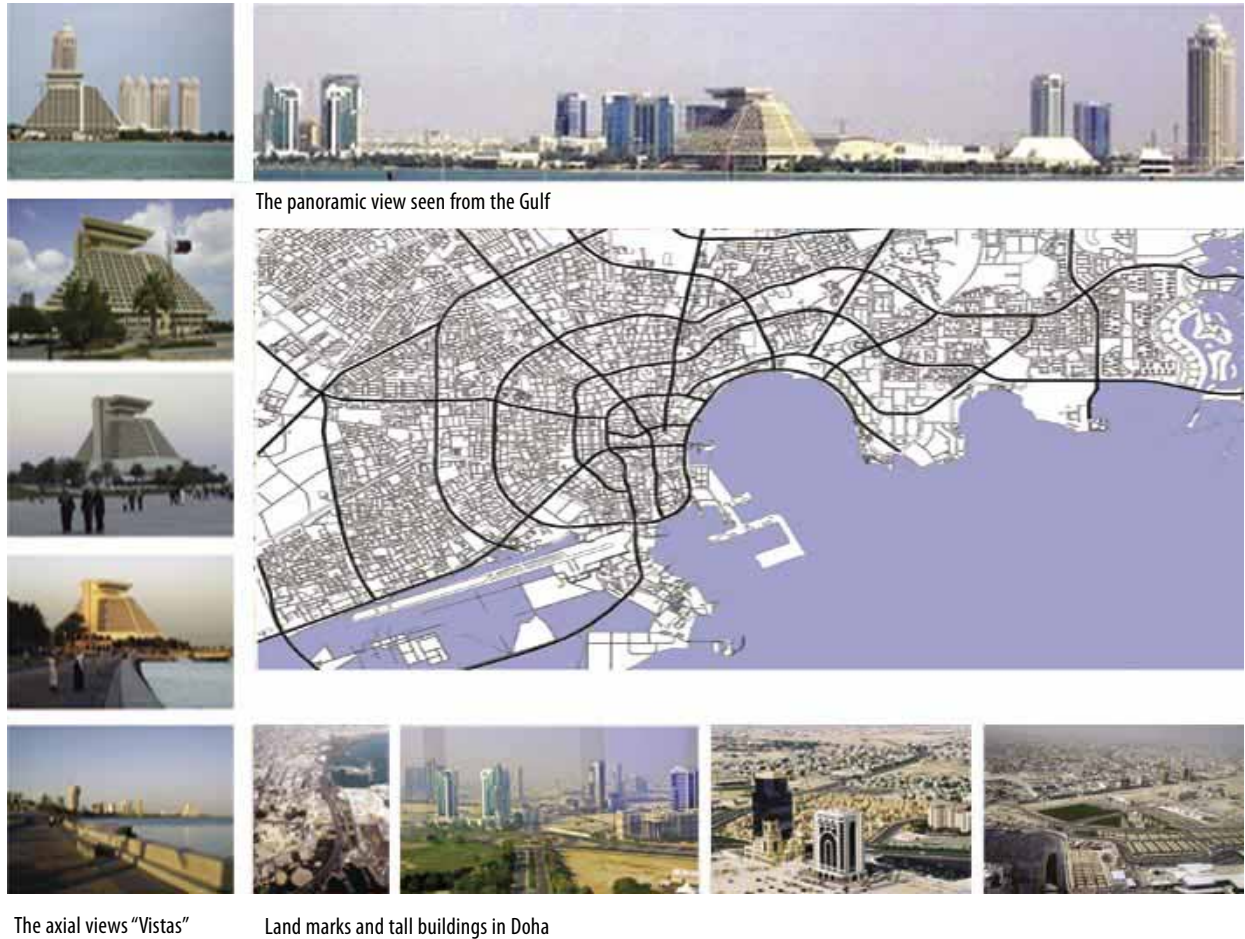 The panoramic view seen from the Gulf
The axial views “Vistas”
Land marks and tall buildings in Doha